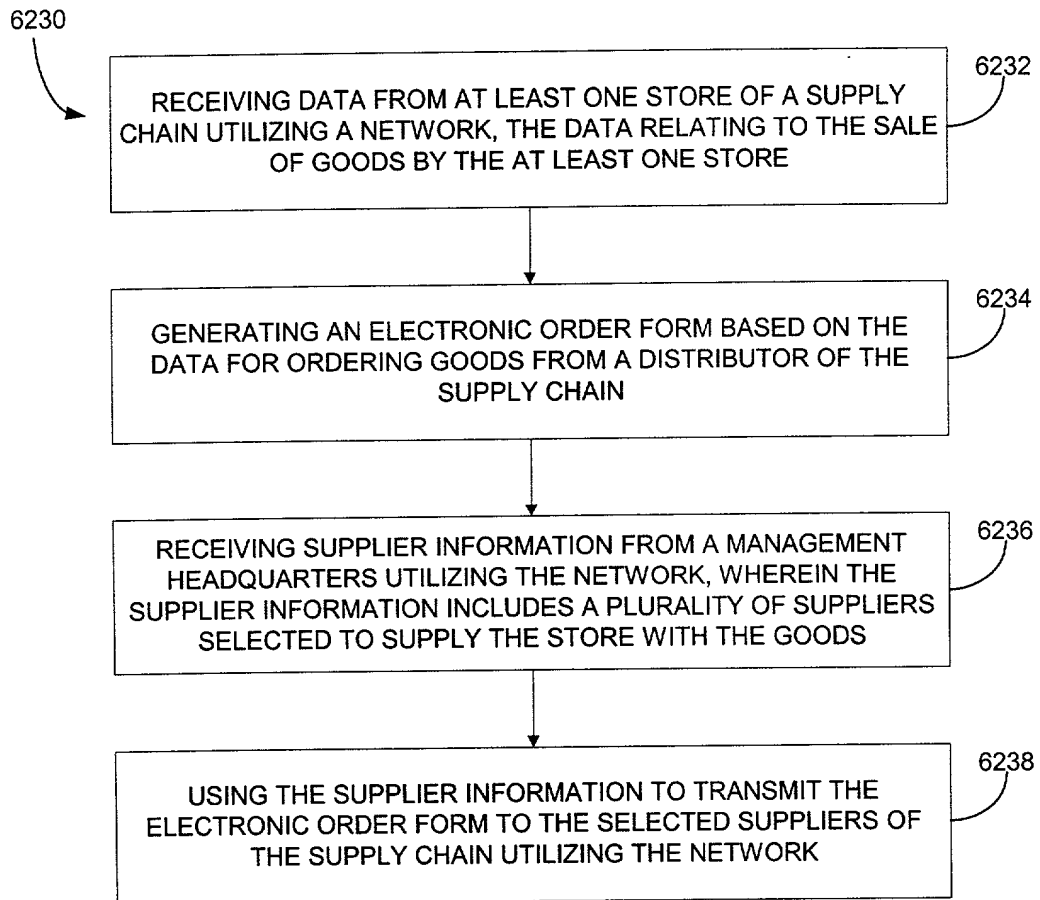 6230
6232
RECEIVING DATA FROM AT LEAST ONE STORE OF A SUPPLY
CHAIN UTILIZING A NETWORK, THE DATA RELATING TO THE SALE
OF GOODS BY THE AT LEAST ONE STORE
6234
GENERATING AN ELECTRONIC ORDER FORM BASED ON THE
DATA FOR ORDERING GOODS FROM A DISTRIBUTOR OF THE
SUPPLY CHAIN
6236
RECEIVING SUPPLIER INFORMATION FROM A MANAGEMENT
HEADQUARTERS UTILIZING THE NETWORK, WHEREIN THE
SUPPLIER INFORMATION INCLUDES A PLURALITY OF SUPPLIERS
SELECTED TO SUPPLY THE STORE WITH THE GOODS
6238
USING THE SUPPLIER INFORMATION TO TRANSMIT THE
ELECTRONIC ORDER FORM TO THE SELECTED SUPPLIERS OF
THE SUPPLY CHAIN UTILIZING THE NETWORK